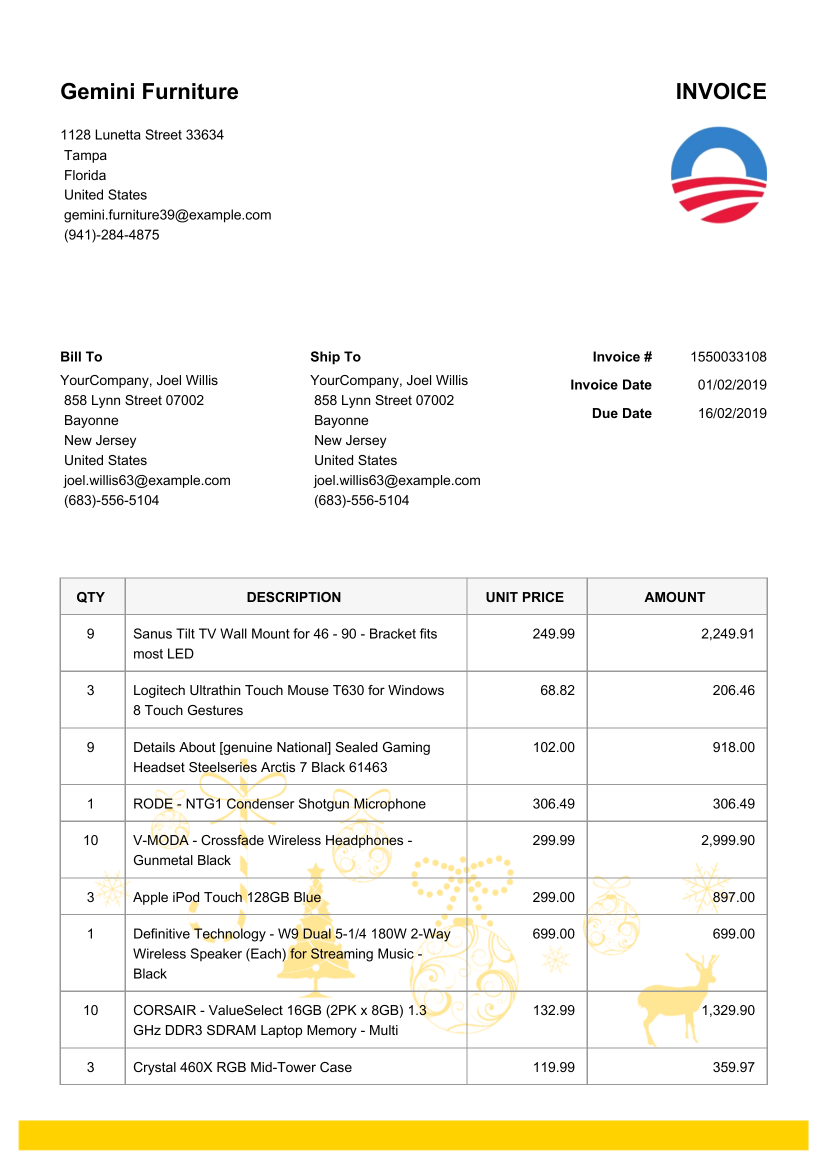 Gemini Furniture
INVOICE
1128 Lunetta Street 33634
Tampa
Florida
United States
gemini.furniture39@example.com
(941)-284-4875
Bill To
YourCompany, Joel Willis
858 Lynn Street 07002
Bayonne
New Jersey
United States
joel.willis63@example.com
(683)-556-5104
Ship To
YourCompany, Joel Willis
858 Lynn Street 07002
Bayonne
New Jersey
United States
joel.willis63@example.com
(683)-556-5104
Invoice # 1550033108
Invoice Date 01/02/2019
Due Date 16/02/2019
QTY DESCRIPTION UNIT PRICE AMOUNT
9 Sanus Tilt TV Wall Mount for 46 - 90 - Bracket fits 249.99 2,249.91
most LED
3 Logitech Ultrathin Touch Mouse T630 for Windows 68.82 206.46
8 Touch Gestures
9 Details About [genuine National] Sealed Gaming 102.00 918.00
Headset Steelseries Arctis 7 Black 61463
1 RODE - NTG1 Condenser Shotgun Microphone 306.49 306.49
10 V-MODA - Crossfade Wireless Headphones - 299.99 2,999.90
Gunmetal Black
3 Apple iPod Touch 128GB Blue 299.00 897.00
1 Definitive Technology - W9 Dual 5-1/4 180W 2-Way 699.00 699.00
Wireless Speaker (Each) for Streaming Music -
Black
10 CORSAIR - ValueSelect 16GB (2PK x 8GB) 1.3 132.99 1,329.90
GHz DDR3 SDRAM Laptop Memory - Multi
3 Crystal 460X RGB Mid-Tower Case 119.99 359.97